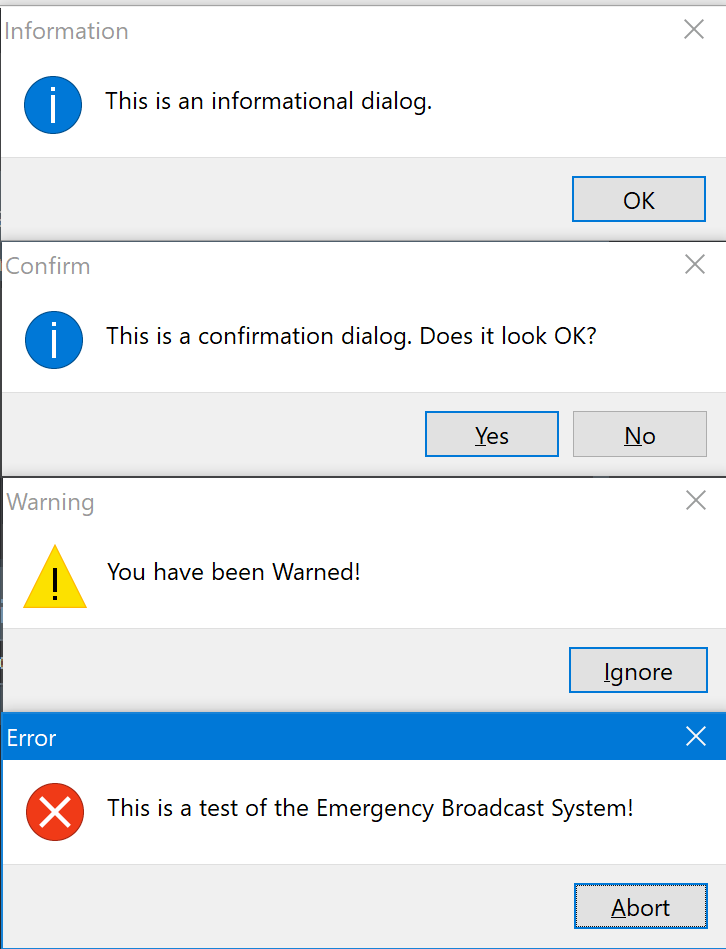 Information
This is an informational dialog.
OK
Confirm
This is a confirmation dialog. Does it look OK?
Yes No
Warning
You have been Warned!
Ignore
Error
This is a test of the Emergency Broadcast System!
Abort